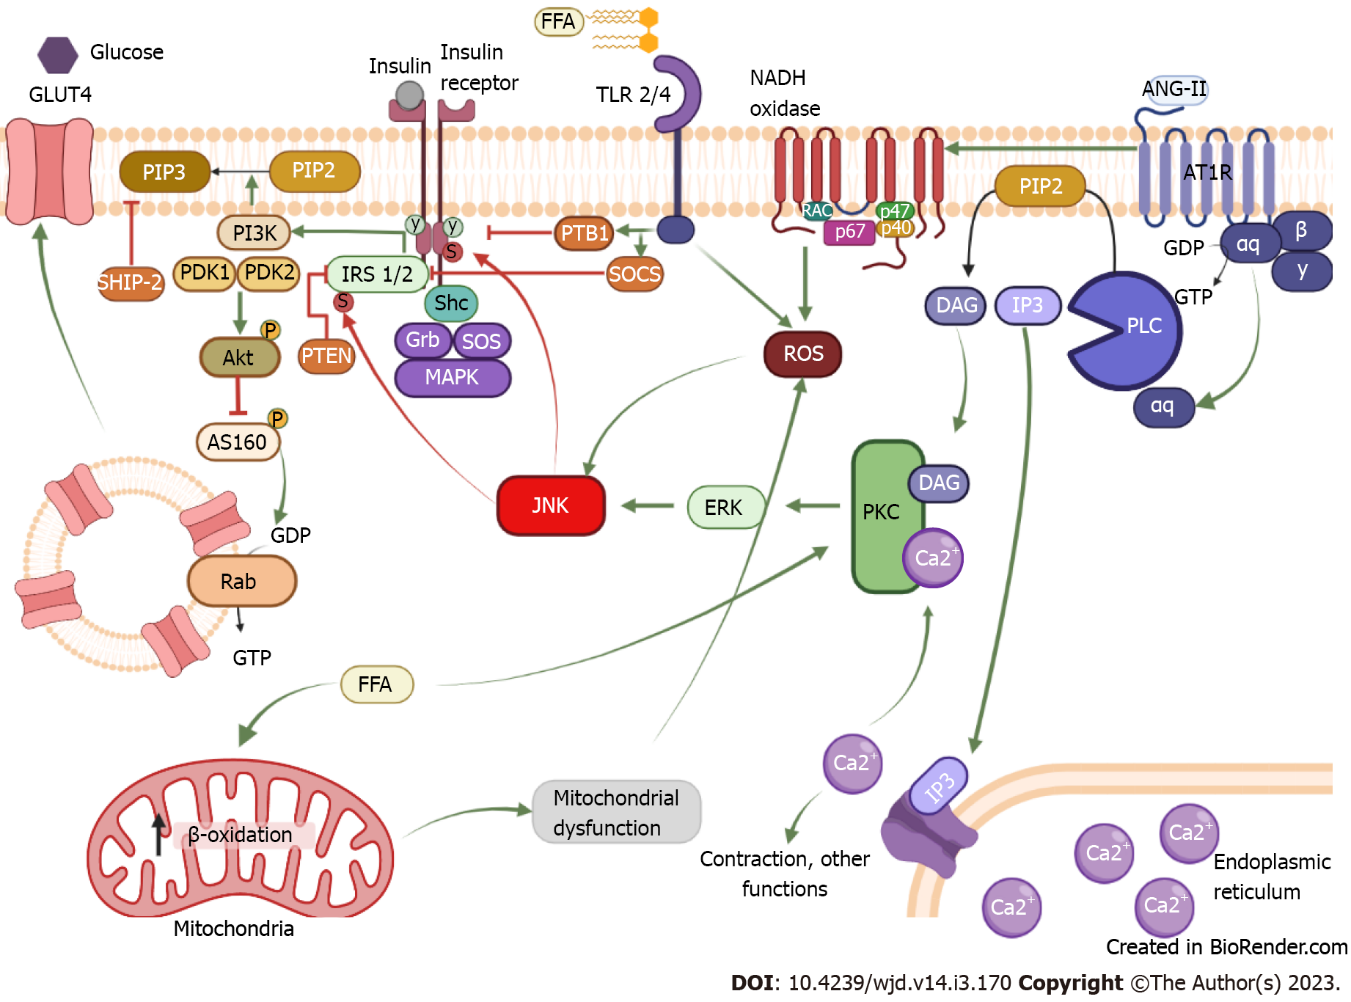 FFA
Glucose
GLUT4
Insulin
Insulin
receptor
TLR 2/4
NADH
oxidase
ANG-II
PIP3
PIP2
PIP2
AT1R
PI3K
y
y
S
PTB1
RAC
p47
p67
p40
GDP
αq
β
γ
SHIP-2
PDK1
PDK2
IRS 1/2
SOCS
S
Shc
DAG
IP3
GTP
PLC
P
Akt
PTEN
Grb
SOS
MAPK
ROS
αq
P
AS160
JNK
ERK
PKC
DAG
Ca2+
GDP
Rab
GTP
FFA
Ca2+
IP3
β-oxidation
Mitochondrial
dysfunction
Contraction, other
functions
Ca2+
Ca2+
Ca2+
Ca2+
Endoplasmic
reticulum
Mitochondria
Created in BioRender.com
DOI: 10.4239/wjd.v14.i3.170 Copyright ©The Author(s) 2023.